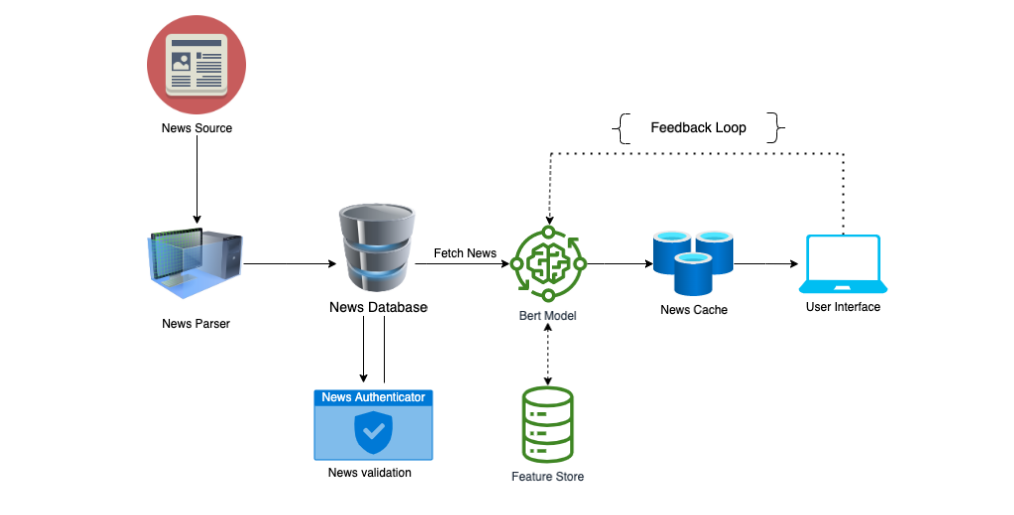 News Source
Feedback Loop
Fetch News
News Database
News Parser
Bert Model
News Cache
User Interface
News Authenticator
News validation
Feature Store